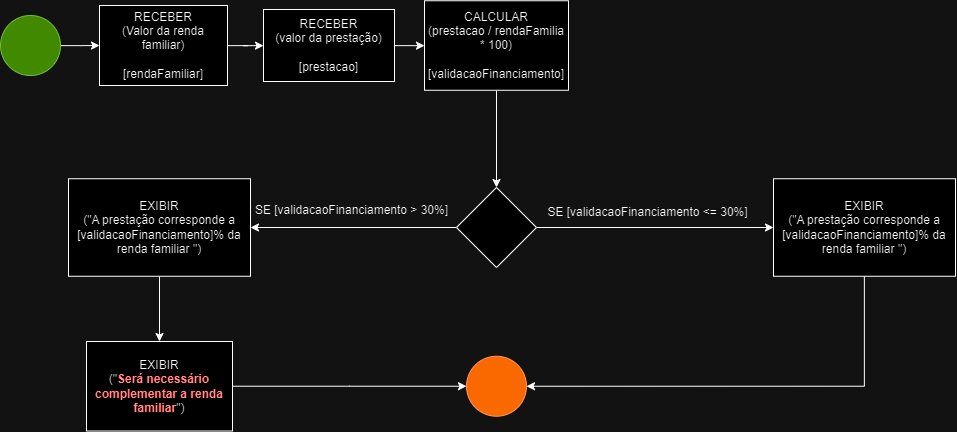 RECEBER
(Valor da renda
familiar)
[rendaFamiliar]
RECEBER
(valor da prestação)
[prestacao]
CALCULAR
(prestacao / rendaFamilia
* 100)
[validacaoFinanciamento]
SE [validacaoFinanciamento > 30%]
SE [validacaoFinanciamento <= 30%]
EXIBIR
("A prestação corresponde a
[validacaoFinanciamento]% da
renda familiar ")
EXIBIR
("A prestação corresponde a
[validacaoFinanciamento]% da
renda familiar ")
EXIBIR
("Será necessário
complementar a renda
familiar")